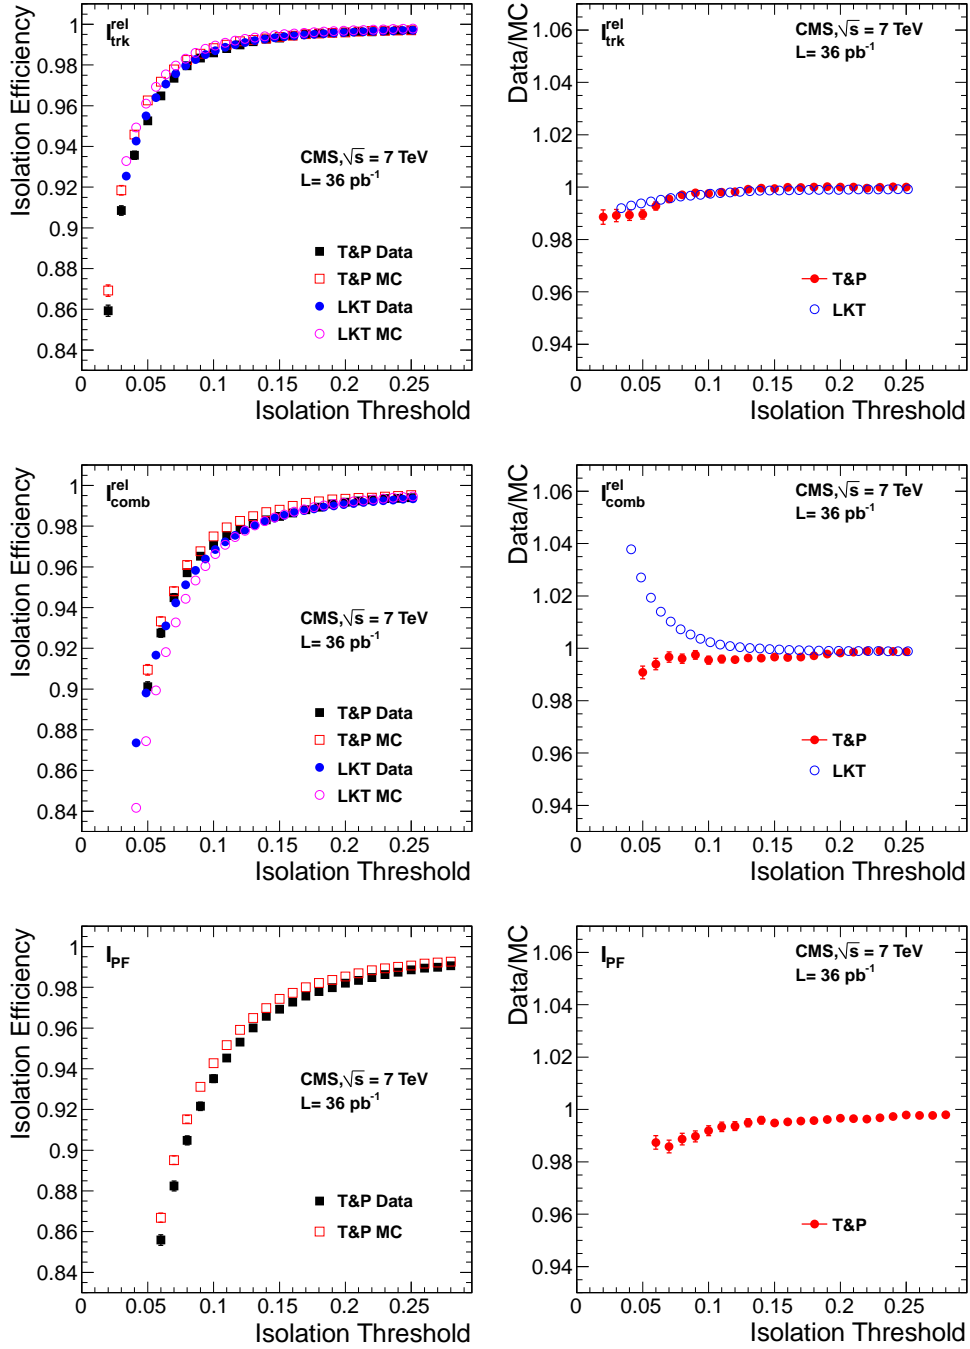 Isolation Efficiency
1
0.98
0.96
0.94
0.92
0.9
0.88
0.86
0.84
I rel trk
CMS,√s = 7 TeV
L= 36 pb-1
T&P Data
T&P MC
LKT Data
LKT MC
0 0.05 0.1 0.15 0.2 0.25
Isolation Threshold
Data/MC
1.06
1.04
1.02
1
0.98
0.96
0.94
I rel trk
CMS,√s = 7 TeV
L= 36 pb-1
T&P
LKT
0 0.05 0.1 0.15 0.2 0.25
Isolation Threshold
Isolation Efficiency
1
0.98
0.96
0.94
0.92
0.9
0.88
0.86
0.84
I rel comb
CMS,√s = 7 TeV
L= 36 pb-1
T&P Data
T&P MC
LKT Data
LKT MC
0 0.05 0.1 0.15 0.2 0.25
Isolation Threshold
Data/MC
1.06
1.04
1.02
1
0.98
0.96
0.94
I rel comb
CMS,√s = 7 TeV
L= 36 pb-1
T&P
LKT
0 0.05 0.1 0.15 0.2 0.25
Isolation Threshold
Isolation Efficiency
1
0.98
0.96
0.94
0.92
0.9
0.88
0.86
0.84
I PF
CMS,√s = 7 TeV
L= 36 pb-1
T&P Data
T&P MC
0 0.05 0.1 0.15 0.2 0.25
Isolation Threshold
Data/MC
1.06
1.04
1.02
1
0.98
0.96
0.94
I PF
CMS,√s = 7 TeV
L= 36 pb-1
T&P
0 0.05 0.1 0.15 0.2 0.25
Isolation Threshold